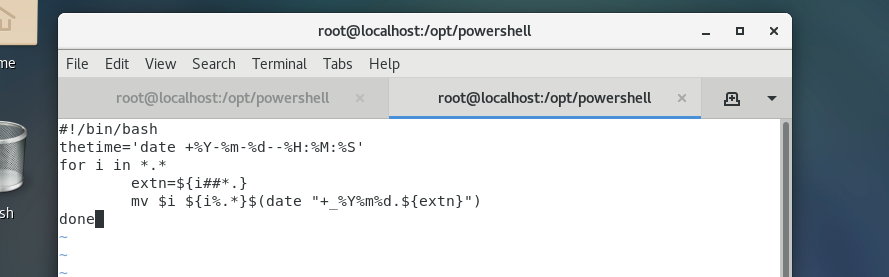 root@localhost:/opt/powershell
me
File Edit View Search Terminal Tabs Help
root@localhost:/opt/powershell root@localhost:/opt/powershell
#!/bin/bash
thetime='date +%Y-%m-%d--%H:%M:%S'
for i in *.*
        extn=${i##*.}
        mv $i ${i%.*}$(date "+_%Y%m%d.${extn}")
sh
done
~
~
~